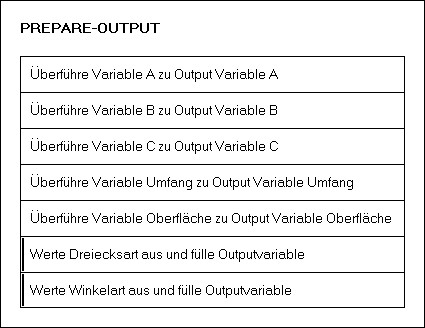 PREPARE-OUTPUT
Überführe Variable A zu Output Variable A
Überführe Variable B zu Output Variable B
Überführe Variable C zu Output Variable C
Überführe Variable Umfang zu Output Variable Umfang
Überführe Variable Oberfläche zu Output Variable Oberfläche
Werte Dreiecksart aus und fülle Outputvariable
Werte Winkelart aus und fülle Outputvariable